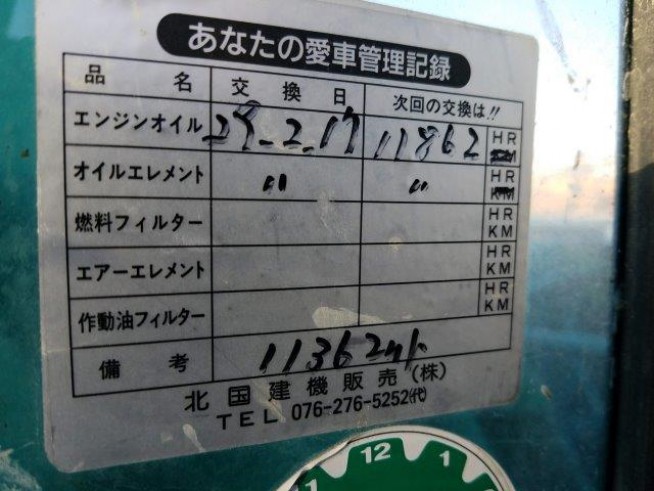 あなたの愛車管理記録
品 名 交 換 日 次回の交換は!!
エンジンオイル 29-2-17 11862 HR
オイルエレメント 〃 〃 HR
燃料フィルター HR KM
エアーエレメント HR KM
作動油フィルター HR KM
備 考 11362
北国建機販売(株)
TEL 076-276-5252(代)
11 12 1